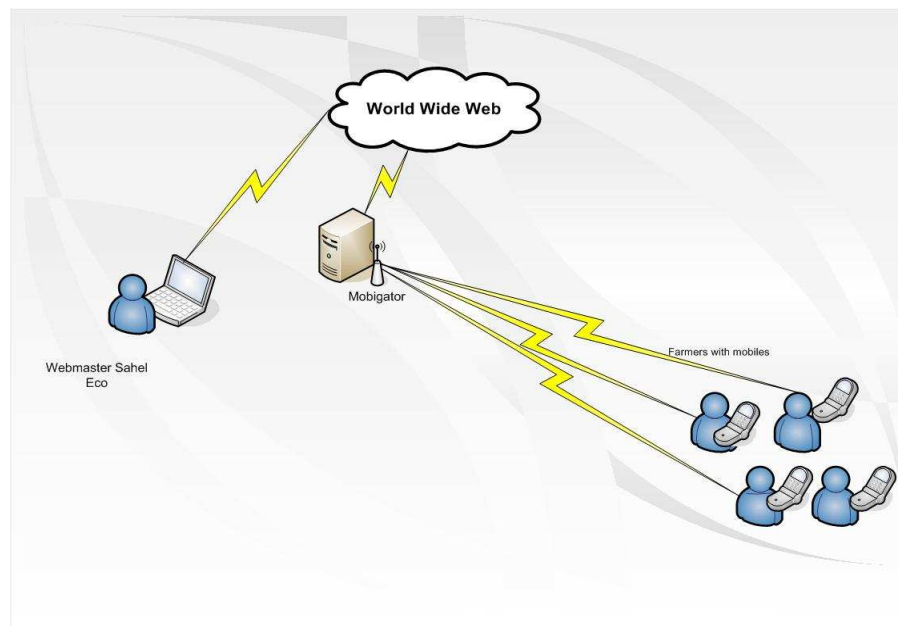 World Wide Web
Mobigator
Farmers with mobiles
Webmaster Sahel
Eco